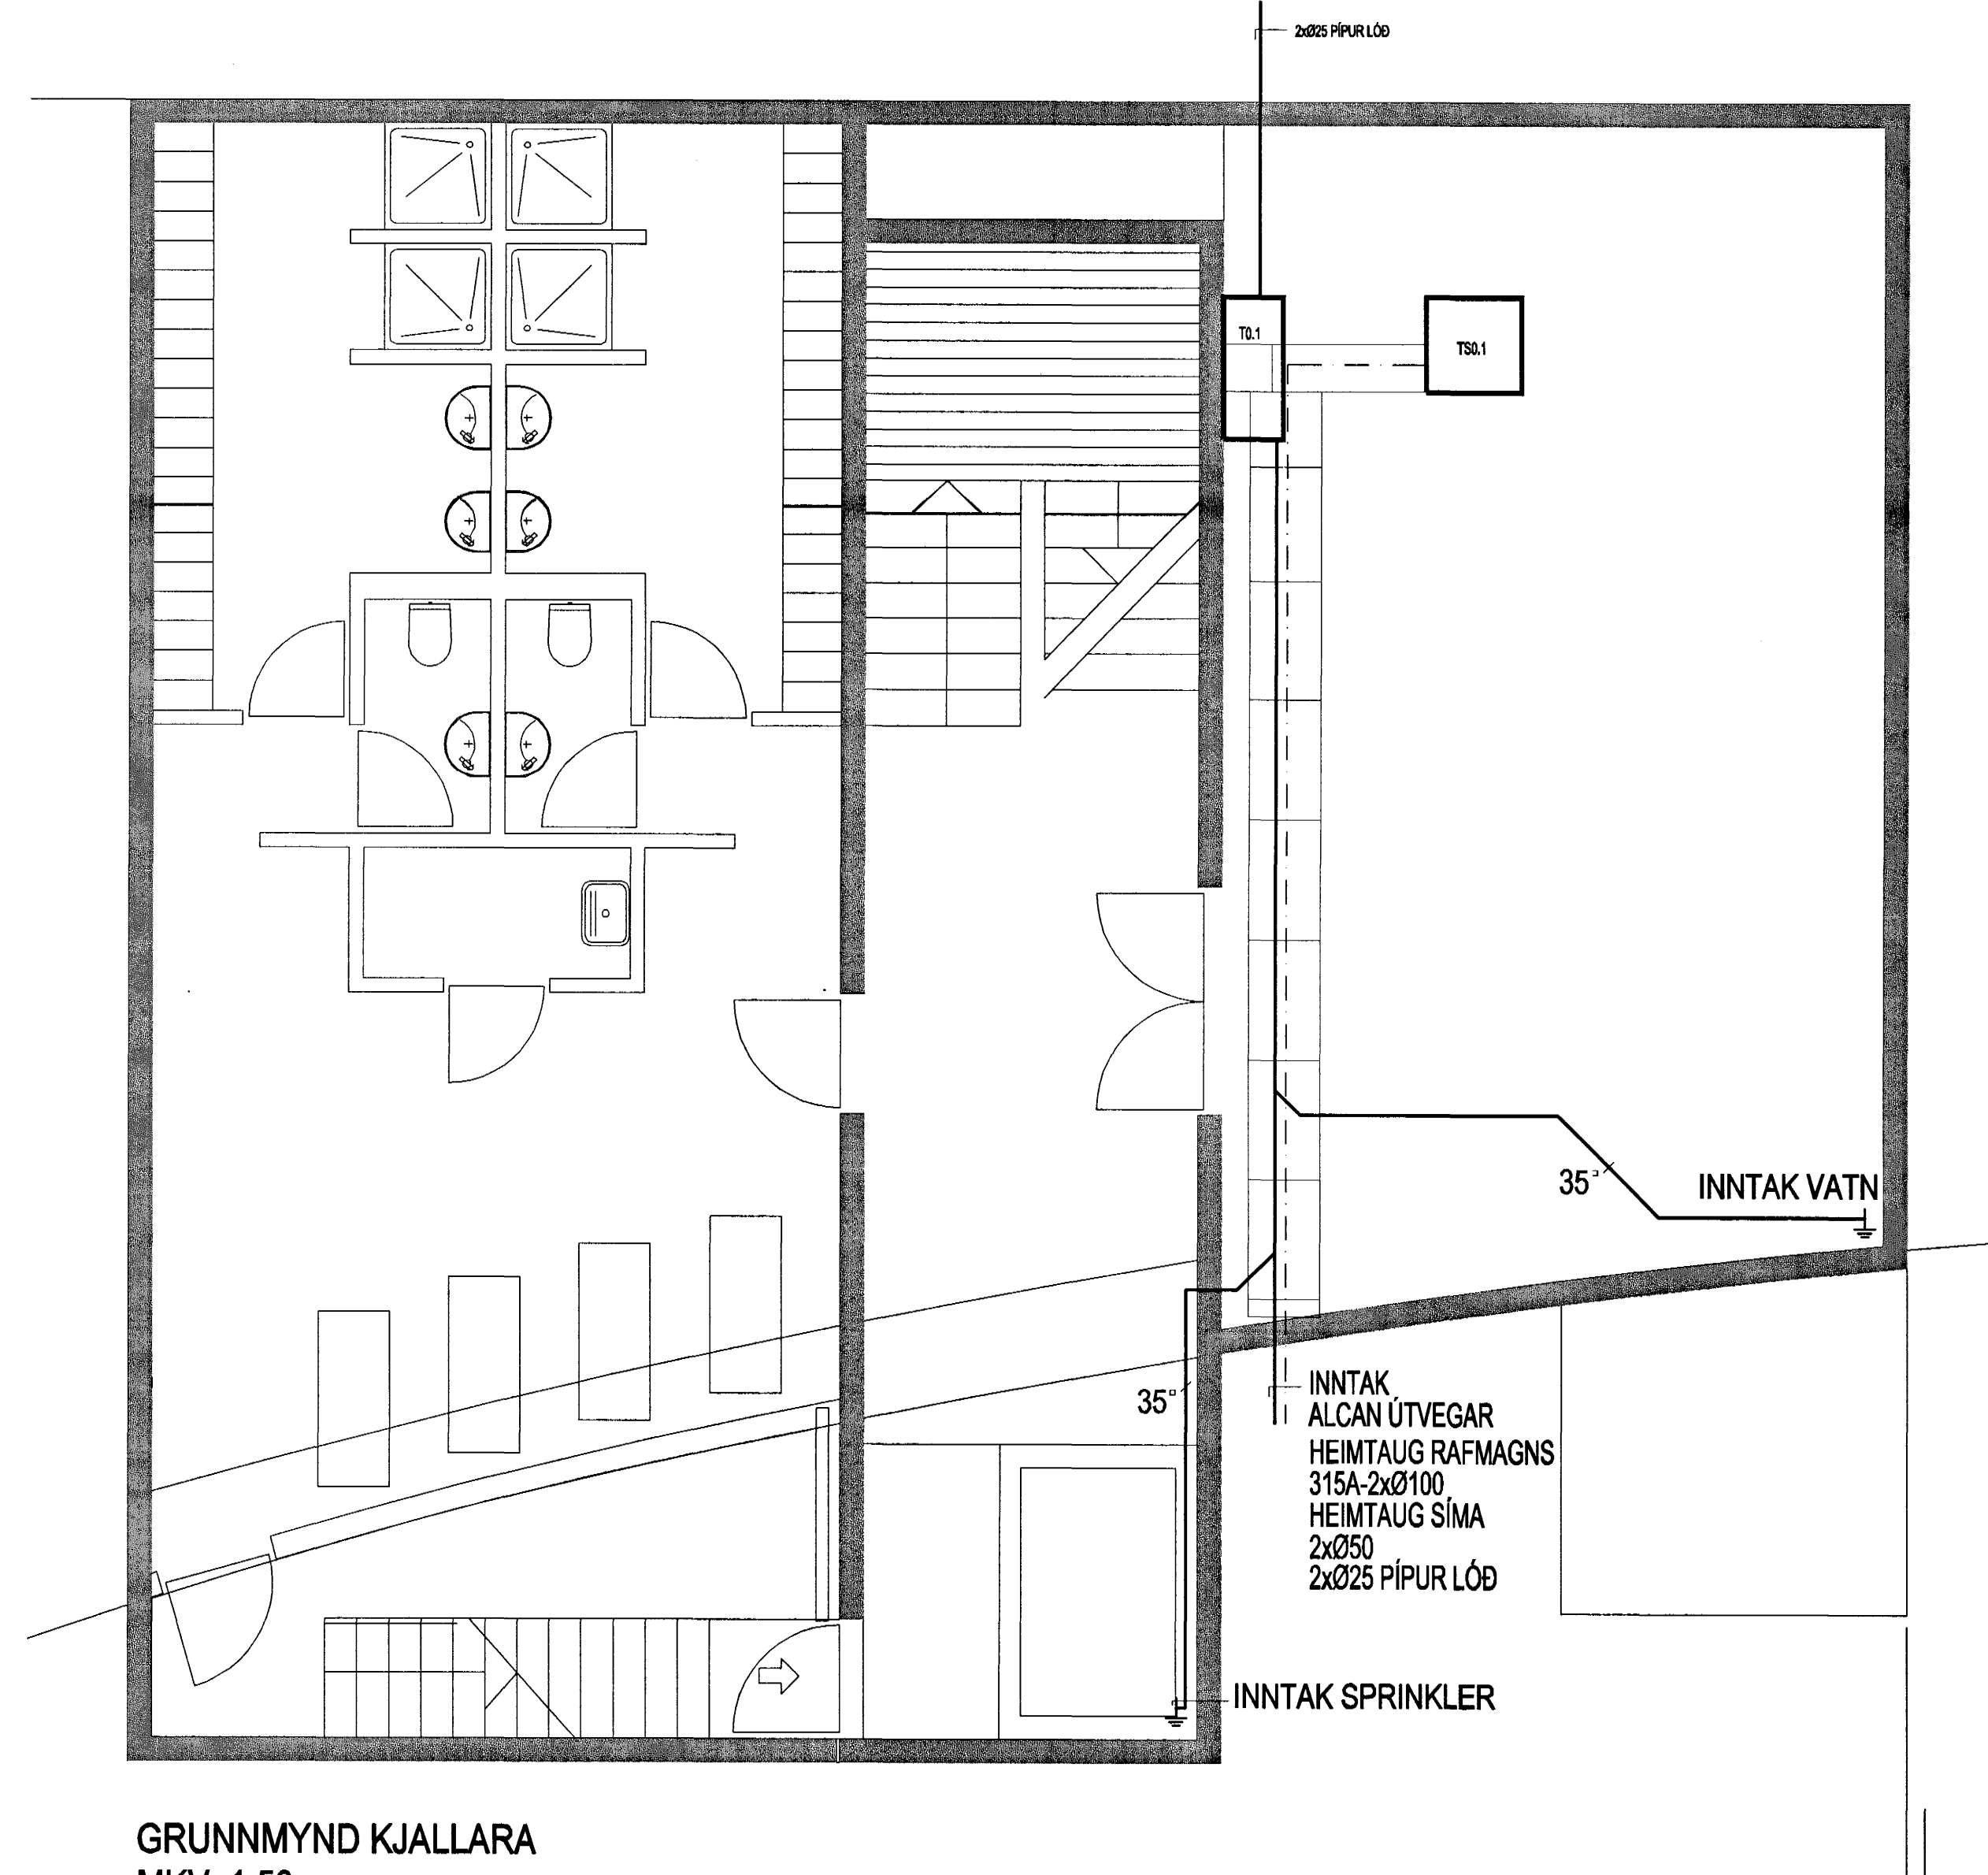 2xØ25 PÍPUR LÓÐ
T0.1
TS0.1
35▫
INNTAK VATN
35▫
INNTAK
ALCAN ÚTVEGAR
HEIMTAUG RAFMAGNS
315A-2xØ100
HEIMTAUG SÍMA
2xØ50
2xØ25 PÍPUR LÓÐ
INNTAK SPRINKLER
GRUNNMYND KJALLARA